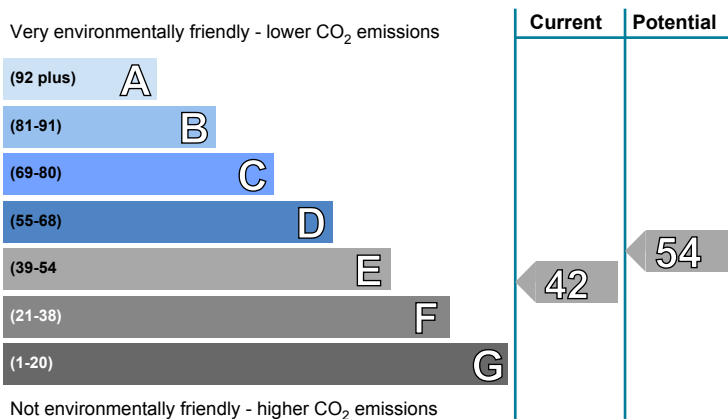 Very environmentally friendly - lower CO₂ emissions
Current
Potential
(92 plus) A
(81-91) B
(69-80) C
(55-68) D
(39-54 E
(21-38) F
(1-20) G
42
54
Not environmentally friendly - higher CO₂ emissions